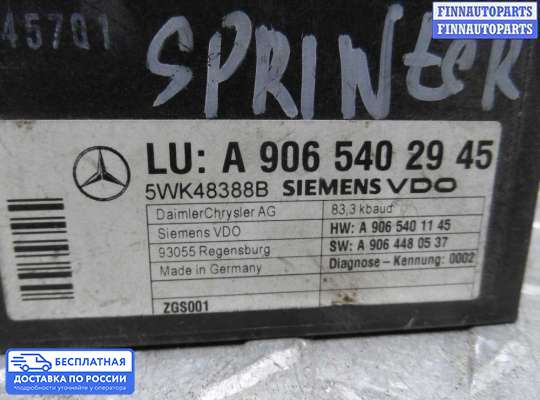 FINNAUTOPARTS
FINNAUTOPARTS
FINNAUTOPARTS
45701
SPRINTER
LU: A 906 540 29 45
5WK48388B SIEMENS VDO
DaimlerChrysler AG
Siemens VDO
93055 Regensburg
Made in Germany
ZGS001
83,3 kbaud
HW: A 906 540 11 45
SW: A 906 448 05 37
Diagnose - Kennung: 0002
БЕСПЛАТНАЯ
ДОСТАВКА ПО РОССИИ